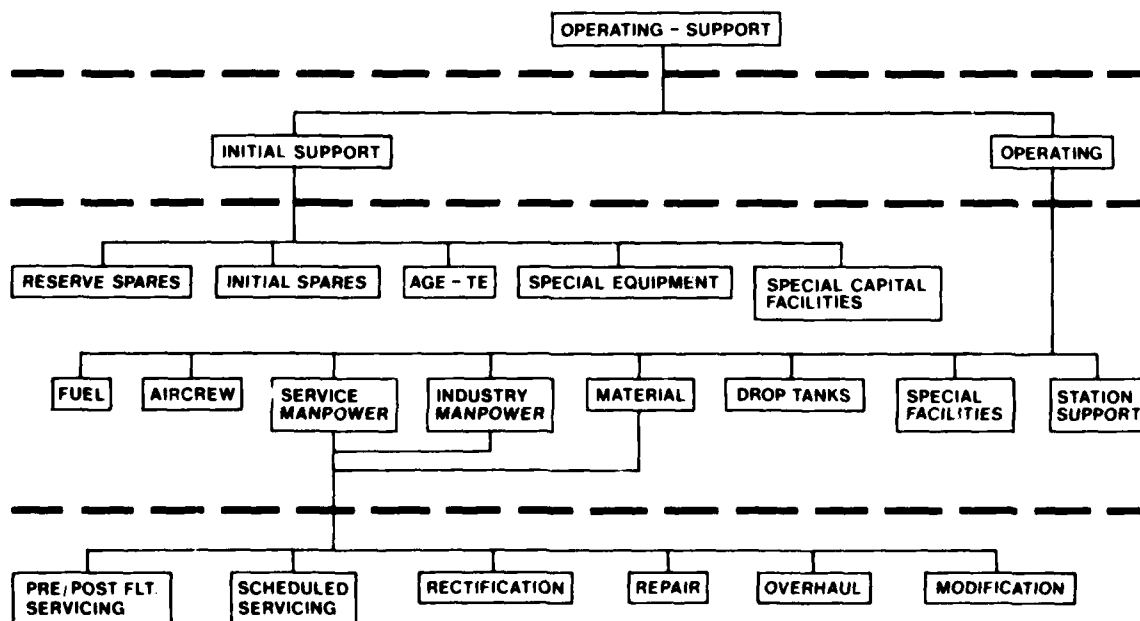 OPERATING - SUPPORT
INITIAL SUPPORT
OPERATING
RESERVE SPARES
INITIAL SPARES
AGE - TE
SPECIAL EQUIPMENT
SPECIAL CAPITAL
FACILITIES
FUEL
AIRCREW
SERVICE
MANPOWER
INDUSTRY
MANPOWER
MATERIAL
DROP TANKS
SPECIAL
FACILITIES
STATION
SUPPORT
PRE/POST FLT.
SERVICING
SCHEDULED
SERVICING
RECTIFICATION
REPAIR
OVERHAUL
MODIFICATION